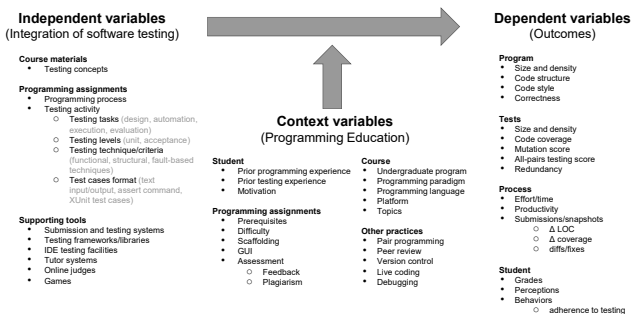 Independent variables
(Integration of software testing)
Course materials
• Testing concepts
Programming assignments
• Programming process
• Testing activity
○ Testing tasks (design, automation,
execution, evaluation)
○ Testing levels (unit, acceptance)
○ Testing technique/criteria
(functional, structural, fault-based
techniques)
○ Test cases format (text
input/output, assert command,
XUnit test cases)
Supporting tools
• Submission and testing systems
• Testing frameworks/libraries
• IDE testing facilities
• Tutor systems
• Online judges
• Games
Context variables
(Programming Education)
Student
• Prior programming experience
• Prior testing experience
• Motivation
Programming assignments
• Prerequisites
• Difficulty
• Scaffolding
• GUI
• Assessment
○ Feedback
○ Plagiarism
Course
• Undergraduate program
• Programming paradigm
• Programming language
• Platform
• Topics
Other practices
• Pair programming
• Peer review
• Version control
• Live coding
• Debugging
Dependent variables
(Outcomes)
Program
• Size and density
• Code structure
• Code style
• Correctness
Tests
• Size and density
• Code coverage
• Mutation score
• All-pairs testing score
• Redundancy
Process
• Effort/time
• Productivity
• Submissions/snapshots
○ Δ LOC
○ Δ coverage
○ diffs/fixes
Student
• Grades
• Perceptions
• Behaviors
○ adherence to testing